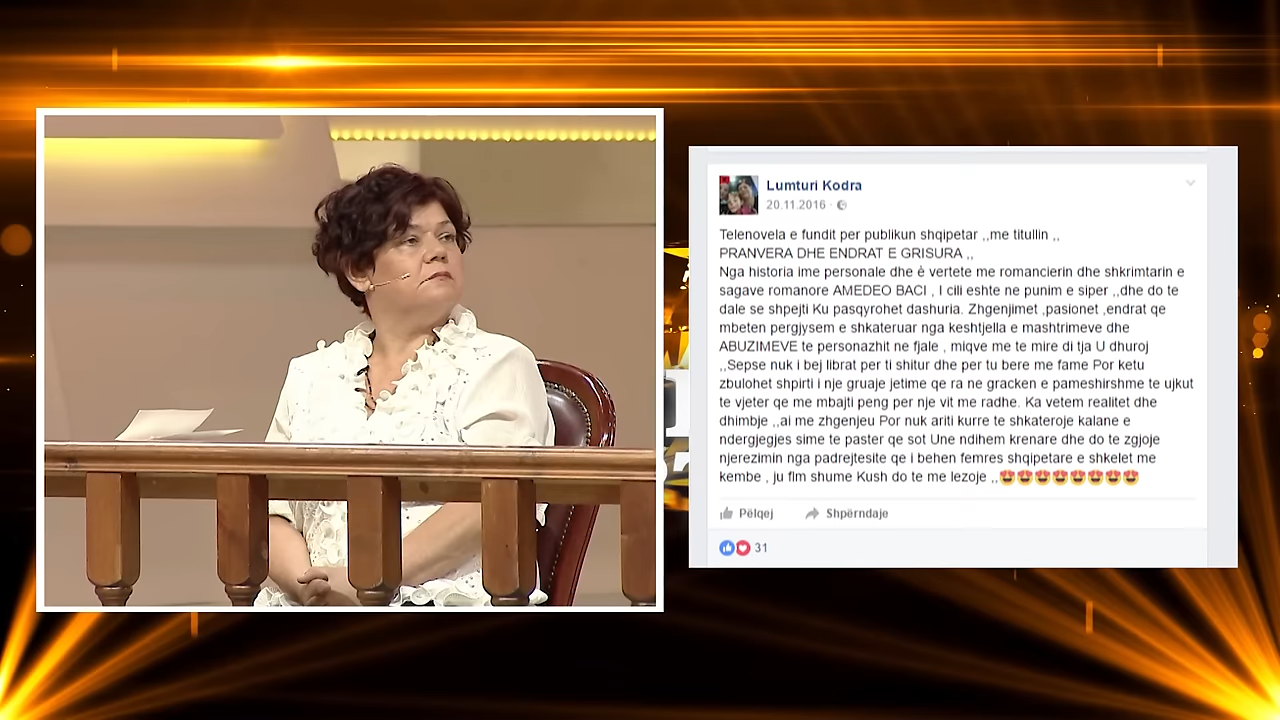 Lumturi Kodra
20.11.2016
Telenovela e fundit per publikun shqipetar ,,me titullin ,,
PRANVERA DHE ENDRAT E GRISURA ,,
Nga historia ime personale dhe è vertete me romancierin dhe shkrimtarin e
sagave romanore AMEDEO BACI , I cili eshte ne punim e siper ,,dhe do te
dale se shpejti Ku pasqyrohet dashuria. Zhgenjimet ,pasionet ,endrat qe
mbeten pergjysem e shkateruar nga keshtjella e mashtrimeve dhe
ABUZIMEVE te personazhit ne fjale , miqve me te mire di tja U dhuroj
,,Sepse nuk i bej librat per ti shitur dhe per tu bere me fame Por ketu
zbulohet shpirti i nje gruaje jetime qe ra ne gracken e pameshirshme te ujkut
te vjeter qe me mbajti peng per nje vit me radhe. Ka vetem realitet dhe
dhimbje ,,ai me zhgenjeu Por nuk ariti kurre te shkateroje kalane e
ndergjegjes sime te paster qe sot Une ndihem krenare dhe do te zgjoje
njerezimin nga padrejtesite qe i behen femres shqipetare e shkelet me
kembe , ju fim shume Kush do te me lezoje ,,😍😍😍😍😍😍😍😍
Pëlqej Shpërndaje
31